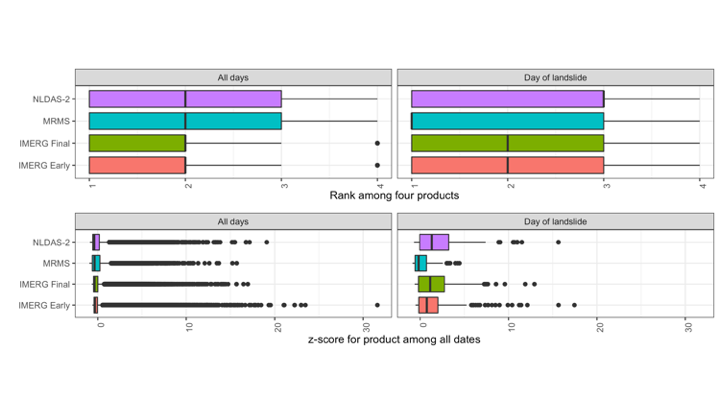 All days Day of landslide
NLDAS-2
MRMS
IMERG Final
IMERG Early
1 2 3 4 1 2 3 4
Rank among four products
All days Day of landslide
NLDAS-2
MRMS
IMERG Final
IMERG Early
0 10 20 30 0 10 20 30
z-score for product among all dates